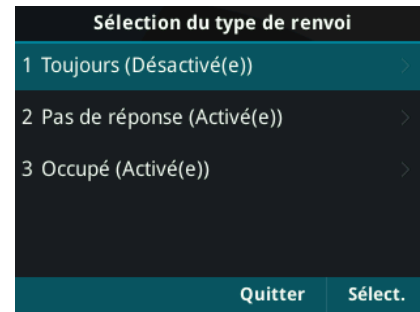 Sélection du type de renvoi
1 Toujours (Désactivé(e))
2 Pas de réponse (Activé(e))
3 Occupé (Activé(e))
Quitter Sélect.